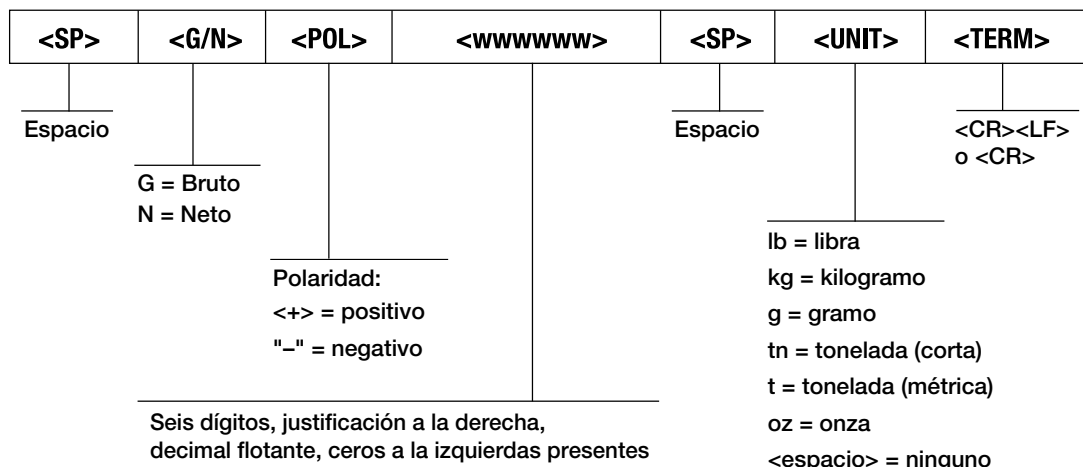 <SP> <G/N> <POL> <wwwwww> <SP> <UNIT> <TERM>
Espacio
G = Bruto
N = Neto
Polaridad:
<+> = positivo
"–" = negativo
Seis dígitos, justificación a la derecha,
decimal flotante, ceros a la izquierdas presentes
Espacio
lb = libra
kg = kilogramo
g = gramo
tn = tonelada (corta)
t = tonelada (métrica)
oz = onza
<espacio> = ninguno
<CR><LF>
o <CR>